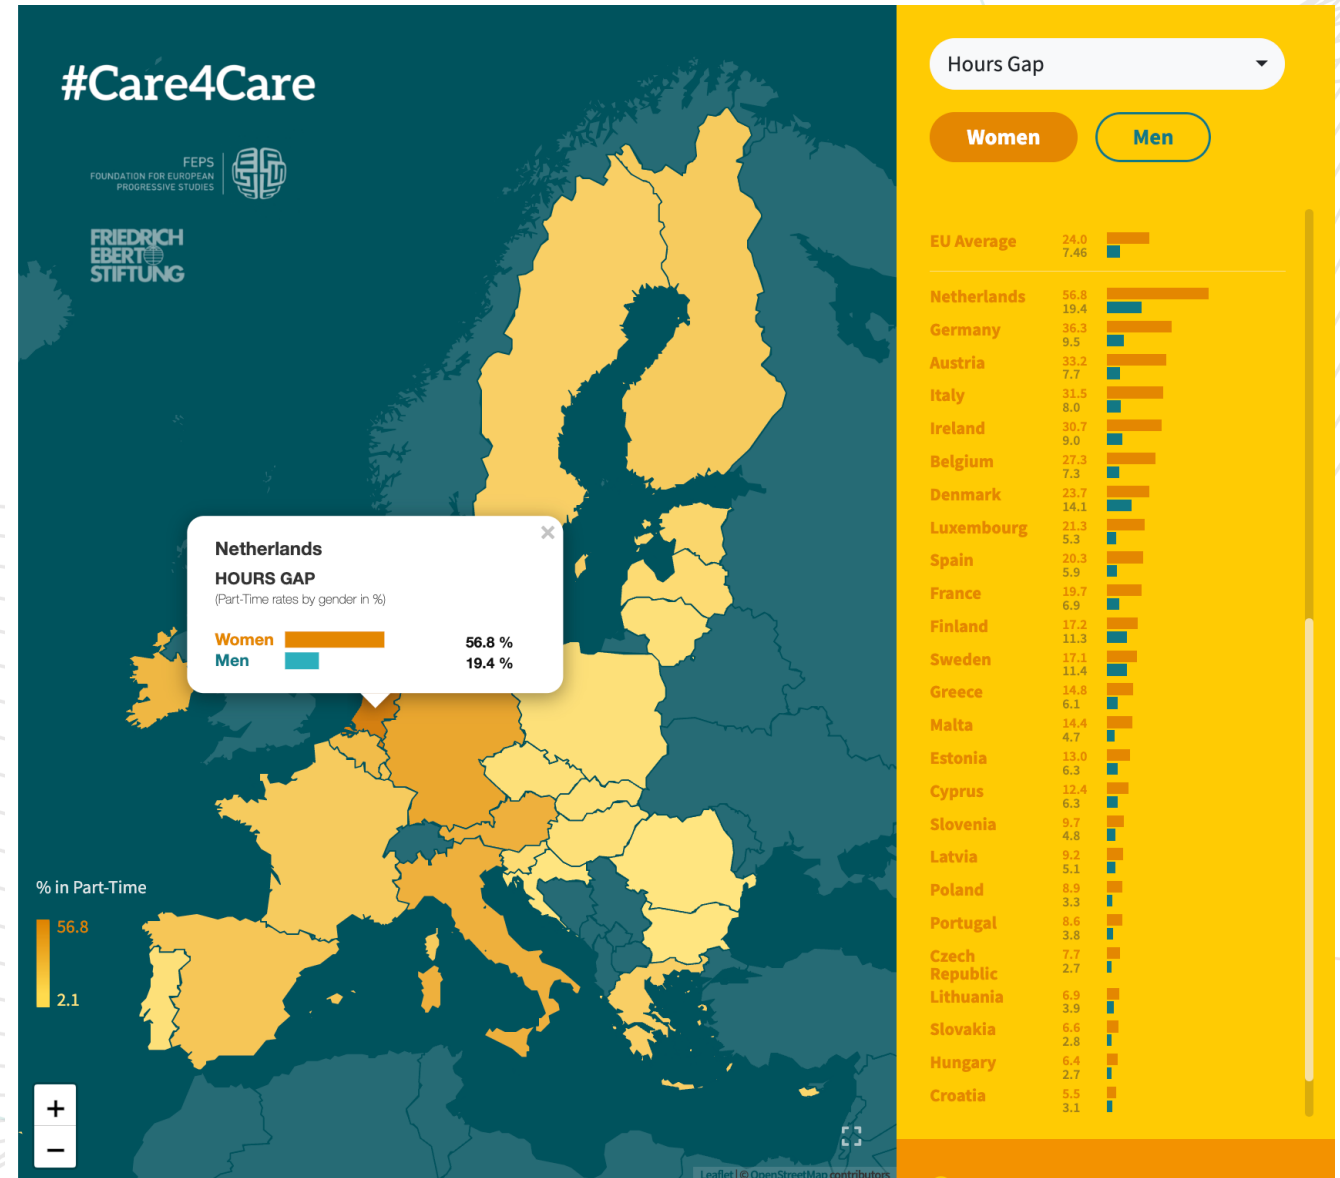 #Care4Care
FEPS
FOUNDATION FOR EUROPEAN
PROGRESSIVE STUDIES
FRIEDRICH
EBERT
STIFTUNG
Netherlands
HOURS GAP
(Part-Time rates by gender in %)
Women 56.8 %
Men 19.4 %
% in Part-Time
56.8
2.1
+
−
Leaflet | © OpenStreetMap contributors
Hours Gap
Women Men
EU Average 24.0
7.46
Netherlands 56.8
19.4
Germany 36.3
9.5
Austria 33.2
7.7
Italy 31.5
8.0
Ireland 30.7
9.0
Belgium 27.3
7.3
Denmark 23.7
14.1
Luxembourg 21.3
5.3
Spain 20.3
5.9
France 19.7
6.9
Finland 17.2
11.3
Sweden 17.1
11.4
Greece 14.8
6.1
Malta 14.4
4.7
Estonia 13.0
6.3
Cyprus 12.4
6.3
Slovenia 9.7
4.8
Latvia 9.2
5.1
Poland 8.9
3.3
Portugal 8.6
3.8
Czech 7.7
Republic 2.7
Lithuania 6.9
3.9
Slovakia 6.6
2.8
Hungary 6.4
2.7
Croatia 5.5
3.1